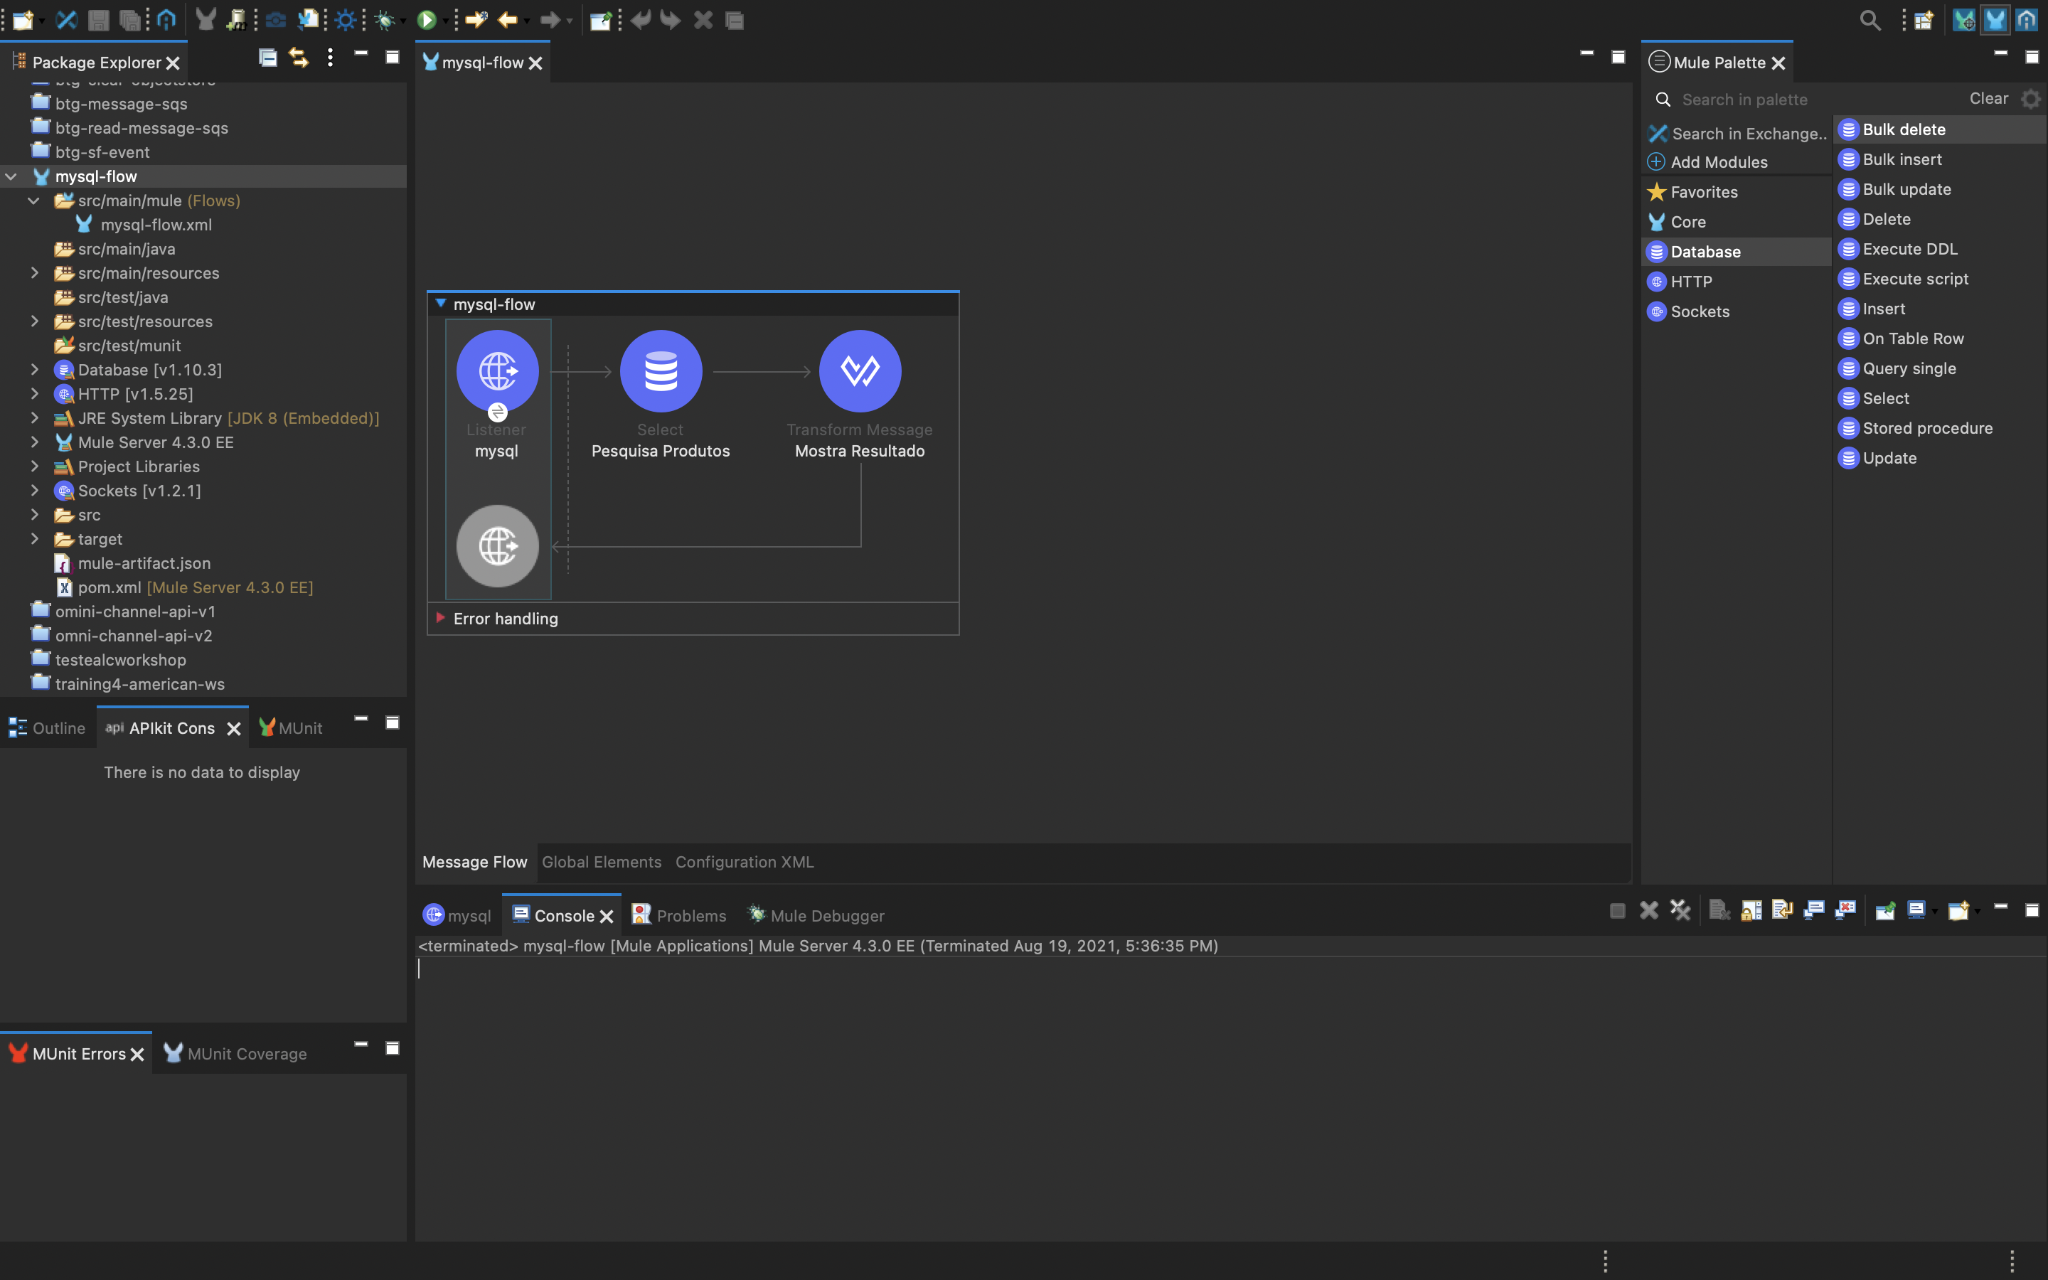 Package Explorer
btg-message-sqs
btg-read-message-sqs
btg-sf-event
mysql-flow
src/main/mule (Flows)
mysql-flow.xml
src/main/java
src/main/resources
src/test/java
src/test/resources
src/test/munit
Database [v1.10.3]
HTTP [v1.5.25]
JRE System Library [JDK 8 (Embedded)]
Mule Server 4.3.0 EE
Project Libraries
Sockets [v1.2.1]
src
target
mule-artifact.json
pom.xml [Mule Server 4.3.0 EE]
omini-channel-api-v1
omni-channel-api-v2
testealcworkshop
training4-american-ws
Outline
api APIkit Cons
MUnit
There is no data to display
MUnit Errors
MUnit Coverage
mysql-flow
mysql-flow
Listener
mysql
Select
Pesquisa Produtos
Transform Message
Mostra Resultado
Error handling
Message Flow
Global Elements
Configuration XML
mysql
Console
Problems
Mule Debugger
<terminated> mysql-flow [Mule Applications] Mule Server 4.3.0 EE (Terminated Aug 19, 2021, 5:36:35 PM)
Mule Palette
Search in palette
Clear
Search in Exchange..
Add Modules
Favorites
Core
Database
HTTP
Sockets
Bulk delete
Bulk insert
Bulk update
Delete
Execute DDL
Execute script
Insert
On Table Row
Query single
Select
Stored procedure
Update